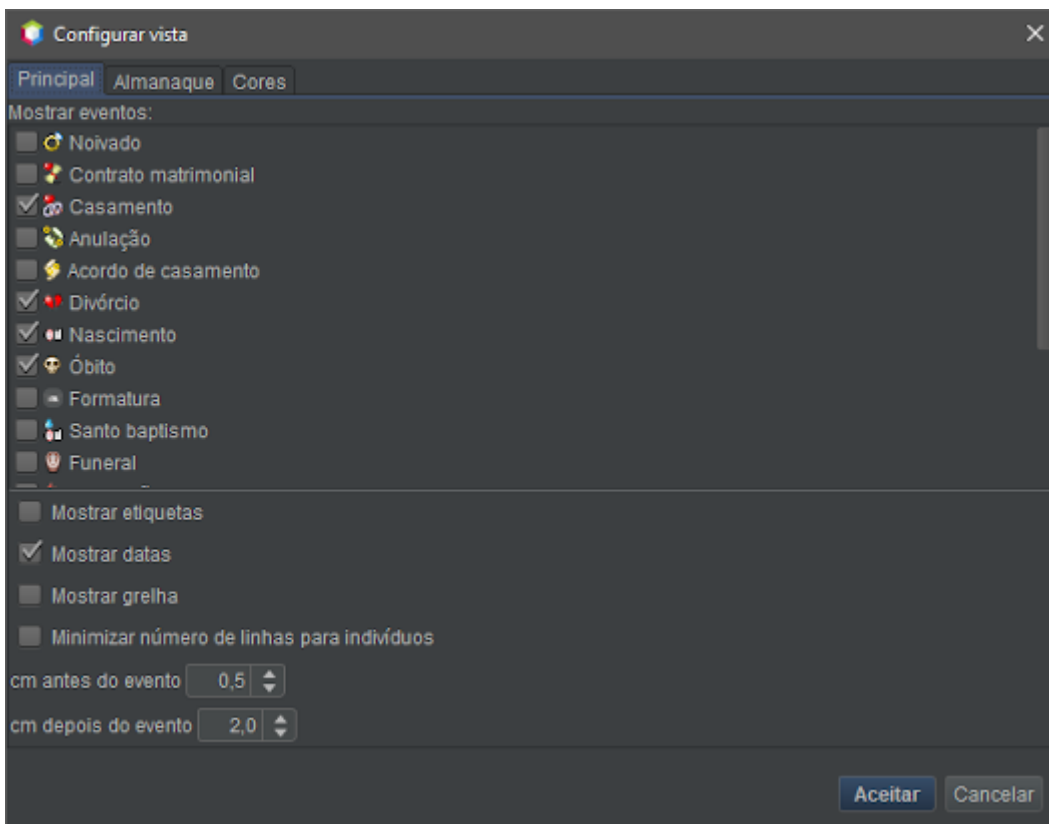 Configurar vista
Principal Almanaque Cores
Mostrar eventos:
Noivado
Contrato matrimonial
Casamento
Anulação
Acordo de casamento
Divórcio
Nascimento
Óbito
Formatura
Santo baptismo
Funeral
Mostrar etiquetas
Mostrar datas
Mostrar grelha
Minimizar número de linhas para indivíduos
cm antes do evento 0,5
cm depois do evento 2,0
Aceitar Cancelar